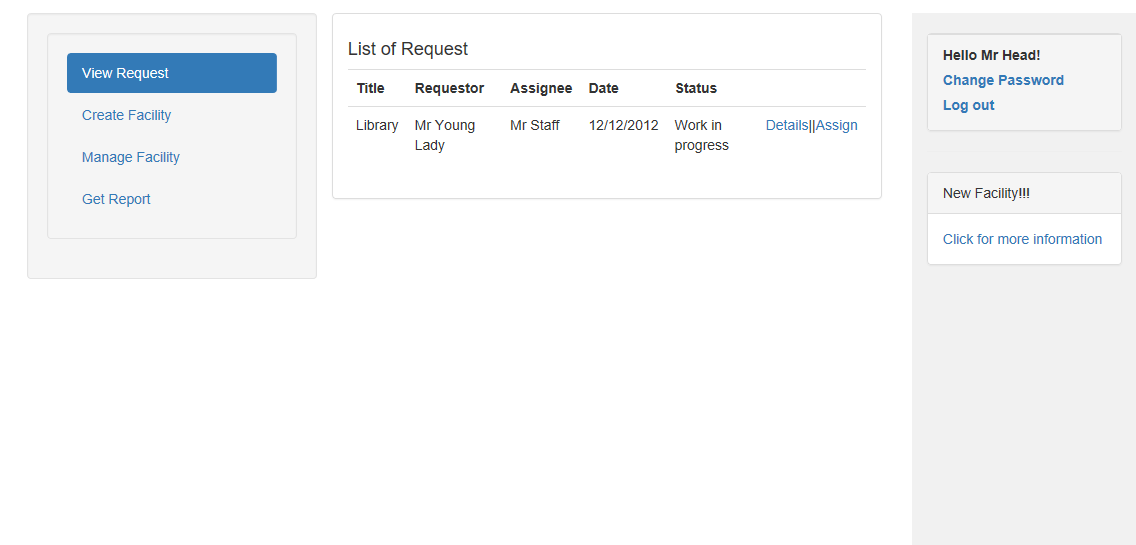 View Request
Create Facility
Manage Facility
Get Report
List of Request
Title Requestor Assignee Date Status
Library Mr Young Lady Mr Staff 12/12/2012 Work in progress Details||Assign
Hello Mr Head!
Change Password
Log out
New Facility!!!
Click for more information